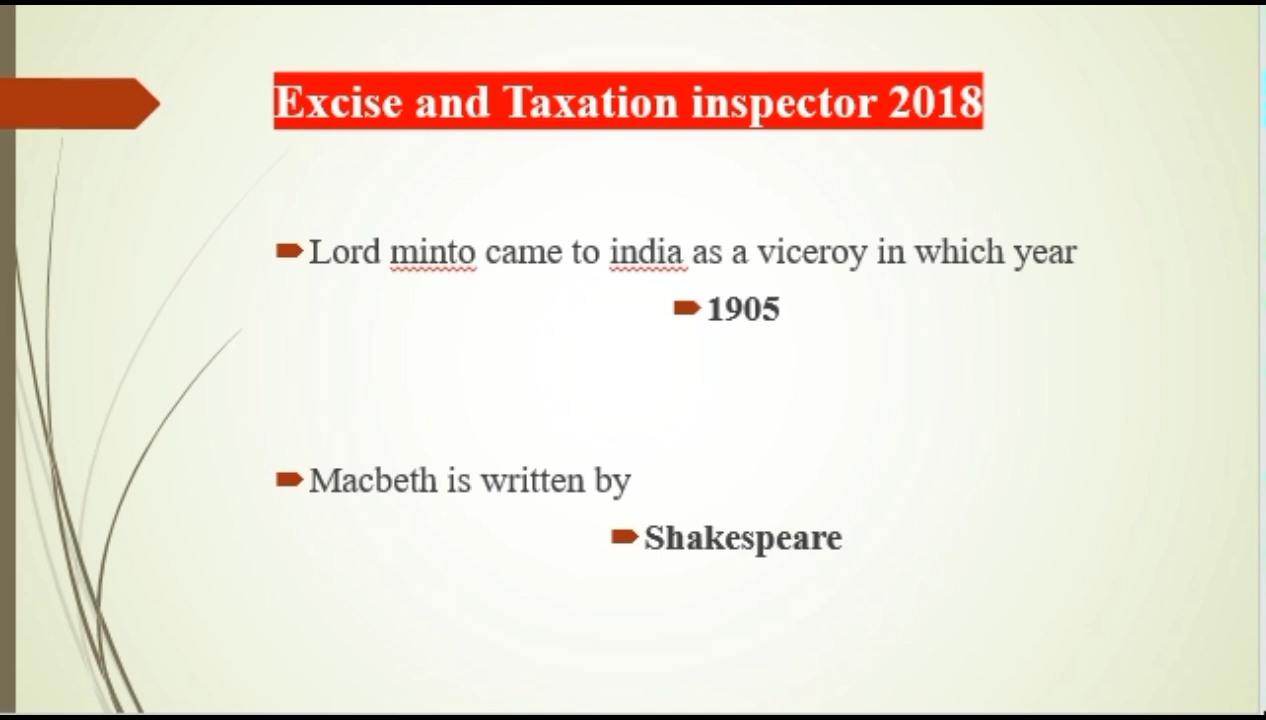 Excise and Taxation inspector 2018
Lord minto came to india as a viceroy in which year
1905
Macbeth is written by
Shakespeare